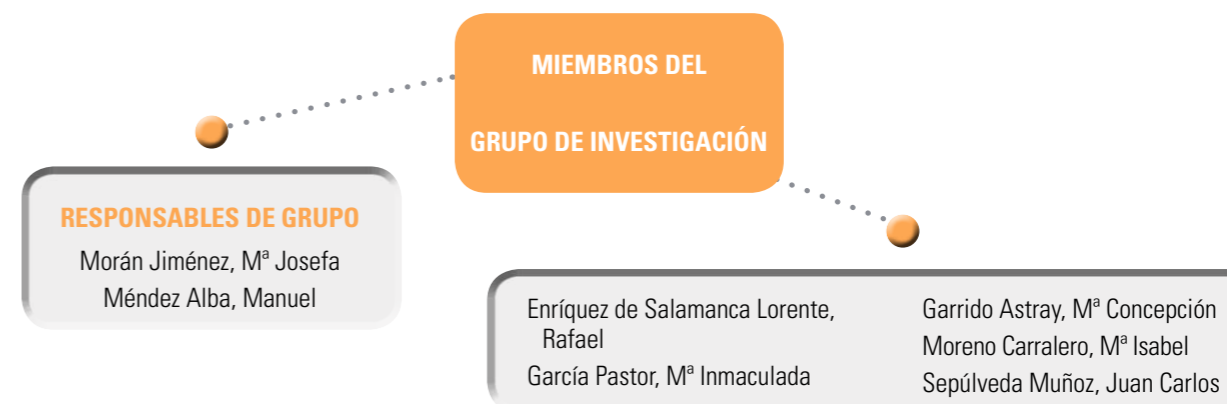 MIEMBROS DEL
GRUPO DE INVESTIGACIÓN
RESPONSABLES DE GRUPO
Morán Jiménez, Mª Josefa
Méndez Alba, Manuel
Enríquez de Salamanca Lorente,
Rafael
García Pastor, Mª Inmaculada
Garrido Astray, Mª Concepción
Moreno Carralero, Mª Isabel
Sepúlveda Muñoz, Juan Carlos